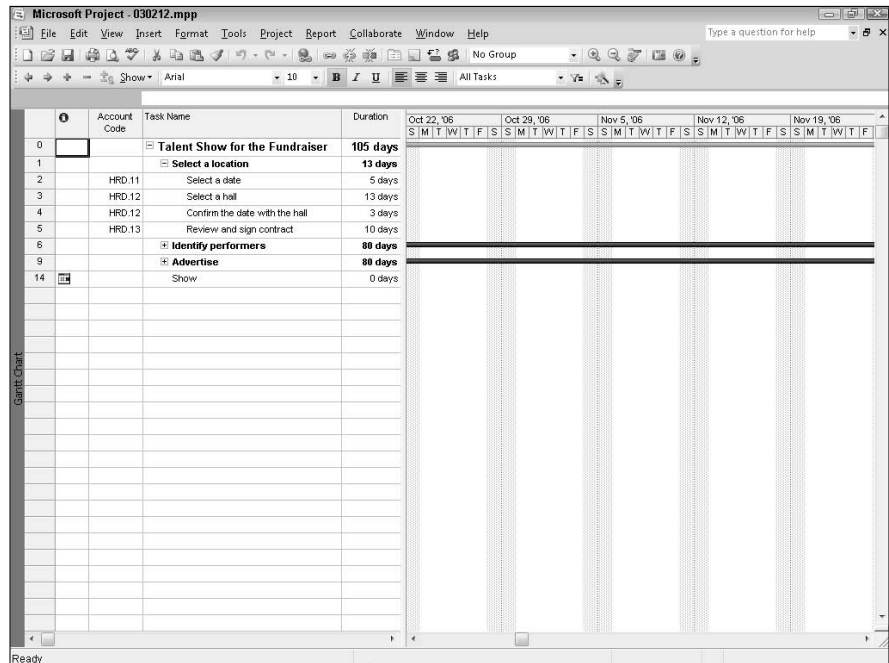 Microsoft Project - 030212.mpp
File Edit View Insert Format Tools Project Report Collaborate Window Help Type a question for help
No Group
Show Arial 10 B I U All Tasks
Account Code Task Name Duration Oct 22, '06 Oct 29, '06 Nov 5, '06 Nov 12, '06 Nov 19, '06
S M T W T F S S M T W T F S S M T W T F S S M T W T F S S M T W T F
0 Talent Show for the Fundraiser 105 days
1 Select a location 13 days
2 HRD.11 Select a date 5 days
3 HRD.12 Select a hall 13 days
4 HRD.12 Confirm the date with the hall 3 days
5 HRD.13 Review and sign contract 10 days
6 Identify performers 80 days
9 Advertise 80 days
14 Show 0 days
Gantt Chart
Ready